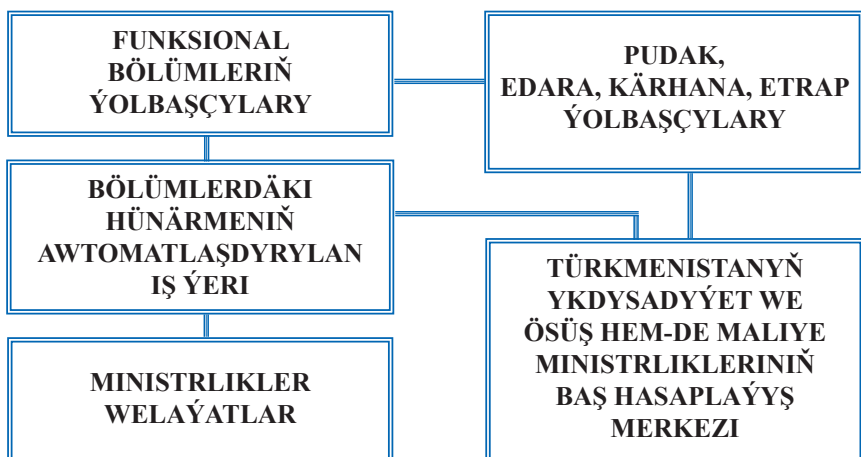 FUNKSIONAL
BÖLÜMLERIŇ
ÝOLBAŞÇYLARY
PUDAK,
EDARA, KÄRHANA, ETRAP
ÝOLBAŞÇYLARY
BÖLÜMLERDÄKI
HÜNÄRMENIŇ
AWTOMATLAŞDYRYLAN
IŞ ÝERI
TÜRKMENISTANYŇ
YKDYSADYÝET WE
ÖSÜŞ HEM-DE MALIYE
MINISTRLIKLERINIŇ
BAŞ HASAPLAÝYŞ
MERKEZI
MINISTRLIKLER
WELAÝATLAR